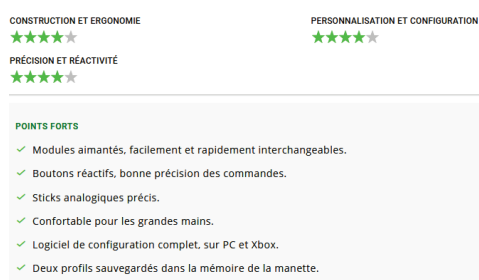 CONSTRUCTION ET ERGONOMIE
PERSONNALISATION ET CONFIGURATION
PRÉCISION ET RÉACTIVITÉ
POINTS FORTS
Modules aimantés, facilement et rapidement interchangeables.
Boutons réactifs, bonne précision des commandes.
Sticks analogiques précis.
Confortable pour les grandes mains.
Logiciel de configuration complet, sur PC et Xbox.
Deux profils sauvegardés dans la mémoire de la manette.